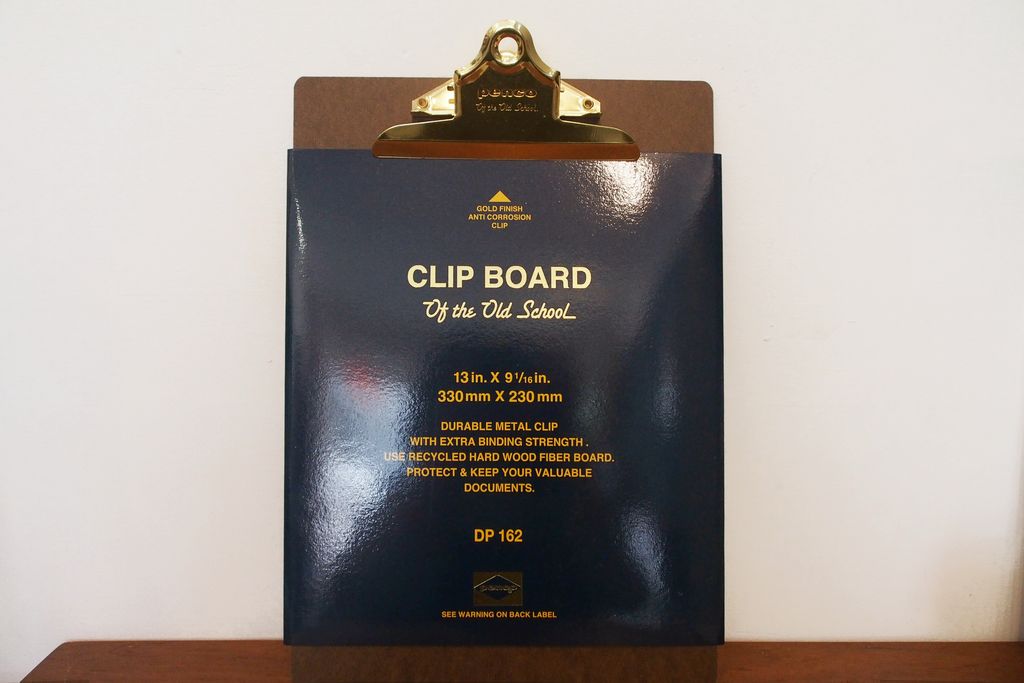 penco
Of the Old School.
GOLD FINISH
ANTI CORROSION
CLIP
CLIP BOARD
Of the Old School
13 in. X 9 1/16 in.
330 mm X 230 mm
DURABLE METAL CLIP
WITH EXTRA BINDING STRENGTH .
USE RECYCLED HARD WOOD FIBER BOARD.
PROTECT & KEEP YOUR VALUABLE
DOCUMENTS.
DP 162
penco
SEE WARNING ON BACK LABEL